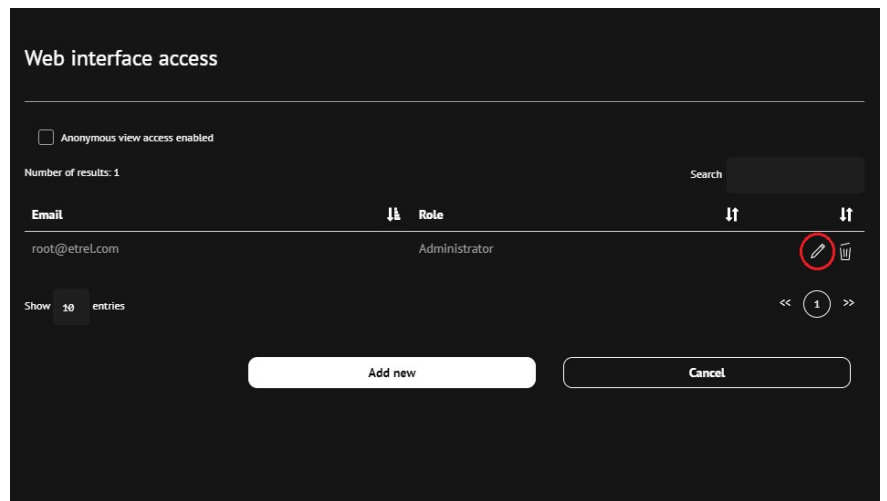 Web interface access
Anonymous view access enabled
Number of results: 1 Search
Email Role
root@etrel.com Administrator
Show 10 entries << 1 >>
Add new Cancel